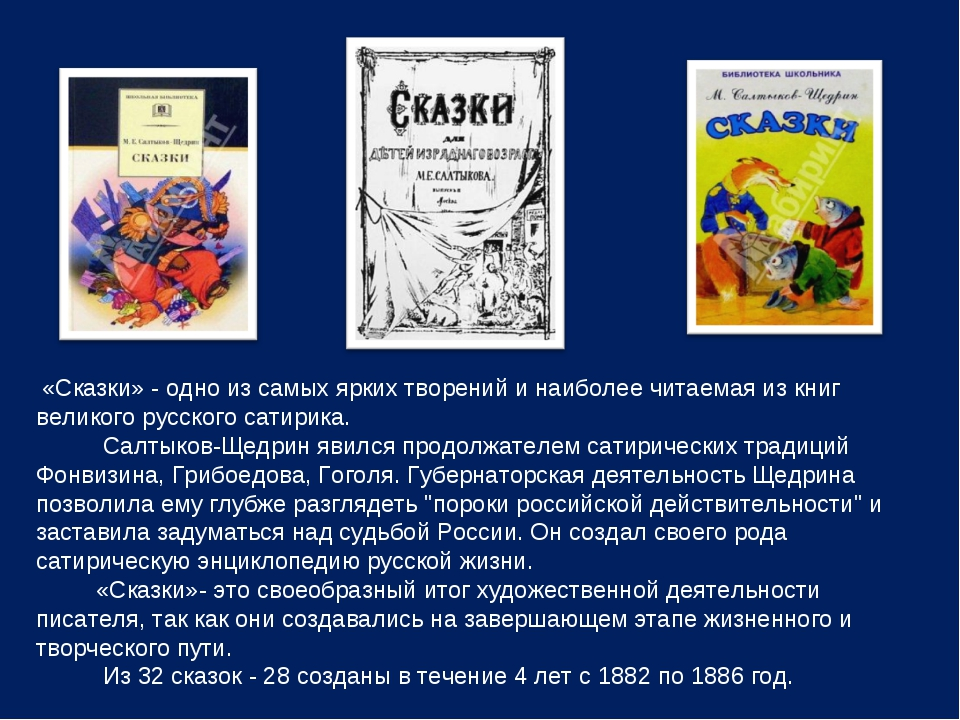 ШКОЛЬНАЯ БИБЛИОТЕКА
М. Е. Салтыков-Щедрин
СКАЗКИ
СКАЗКИ
для
ДѢТЕЙ ИЗРЯДНАГО ВОЗРАСТА
М.Е.САЛТЫКОВА.
Москва
БИБЛИОТЕКА ШКОЛЬНИКА
М. Салтыков-Щедрин
СКАЗКИ
«Сказки» - одно из самых ярких творений и наиболее читаемая из книг
великого русского сатирика.
Салтыков-Щедрин явился продолжателем сатирических традиций
Фонвизина, Грибоедова, Гоголя. Губернаторская деятельность Щедрина
позволила ему глубже разглядеть "пороки российской действительности" и
заставила задуматься над судьбой России. Он создал своего рода
сатирическую энциклопедию русской жизни.
«Сказки»- это своеобразный итог художественной деятельности
писателя, так как они создавались на завершающем этапе жизненного и
творческого пути.
Из 32 сказок - 28 созданы в течение 4 лет с 1882 по 1886 год.